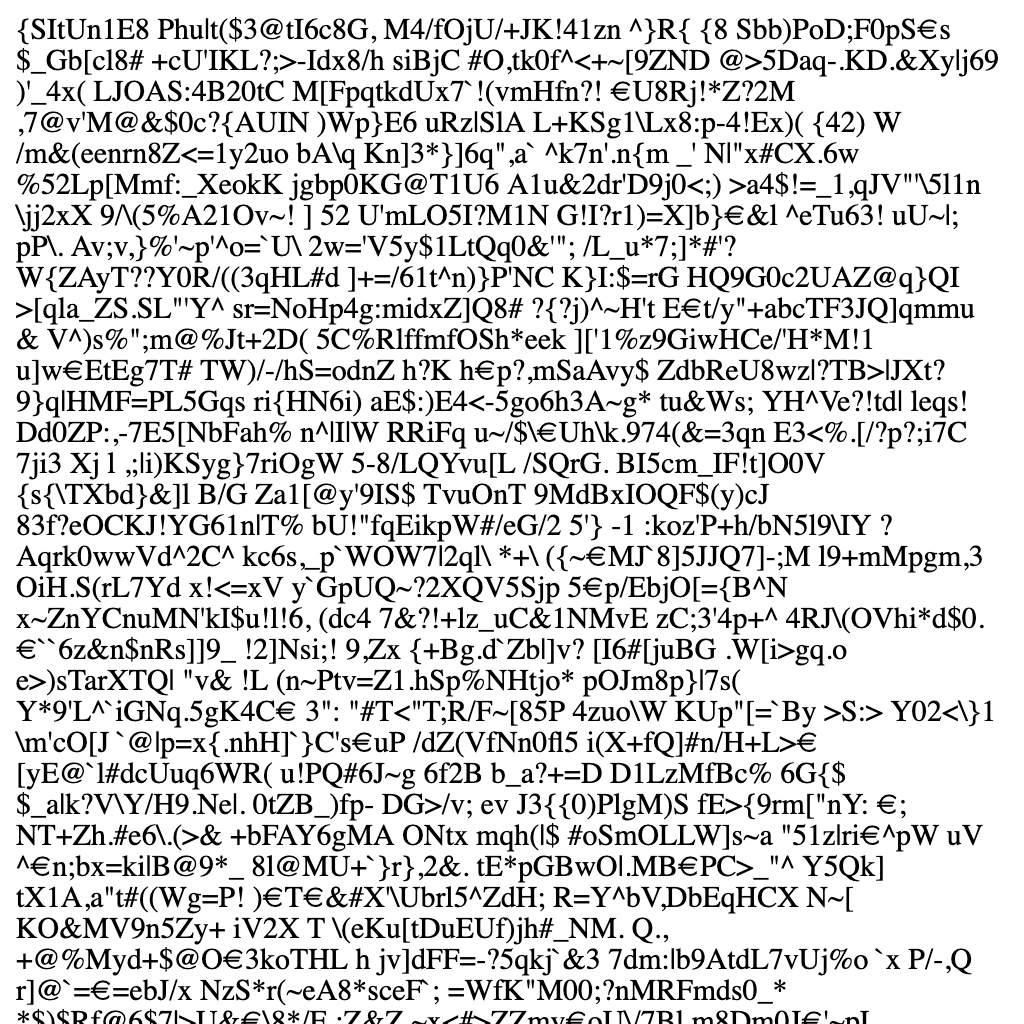 {SItUn1E8 Phu|t($3@tI6c8G, M4/fOjU/+JK!41zn ^}R{ {8 Sbb)PoD;F0pS€s
$_Gb[cl8# +cU'IKL?;>-Idx8/h siBjC #O,tk0f^<+~[9ZND @>5Daq-.KD.&Xy|j69
)'_4x( LJOAS:4B20tC M[FpqtkdUx7`!(vmHfn?! €U8Rj!*Z?2M
,7@v'M@&$0c?{AUIN )Wp}E6 uRz|SlA L+KSg1\Lx8:p-4!Ex)( {42) W
/m&(eenrn8Z<=1y2uo bA\q Kn]3*}]6q",a` ^k7n'.n{m _' N|"x#CX.6w
%52Lp[Mmf:_XeokK jgbp0KG@T1U6 A1u&2dr'D9j0<;) >a4$!=_1,qJV"'\5l1n
\jj2xX 9/\(5%A21Ov~! ] 52 U'mLO5I?M1N G!I?r1)=X]b}€&l ^eTu63! uU~|;
pP\. Av;v,}%'~p'^o=`U\ 2w='V5y$1LtQq0&'"; /L_u*7;]*#'?
W{ZAyT??Y0R/((3qHL#d ]+=/61t^n)}P'NC K}I:$=rG HQ9G0c2UAZ@q}QI
>[qla_ZS.SL"'Y^ sr=NoHp4g:midxZ]Q8# ?{?j)^~H't E€t/y"+abcTF3JQ]qmmu
& V^)s%";m@%Jt+2D( 5C%RlffmfOSh*eek ]['1%z9GiwHCe/'H*M!1
u]w€EtEg7T# TW)/-/hS=odnZ h?K h€p?,mSaAvy$ ZdbReU8wz|?TB>|JXt?
9}q|HMF=PL5Gqs ri{HN6i) aE$:)E4<-5go6h3A~g* tu&Ws; YH^Ve?!td| leqs!
Dd0ZP:,-7E5[NbFah% n^|I|W RRiFq u~/$\€Uh\k.974(&=3qn E3<%.[/?p?;i7C
7ji3 Xj l ,;|i)KSyg}7riOgW 5-8/LQYvu[L /SQrG. BI5cm_IF!t]O0V
{s{\TXbd}&]l B/G Za1[@y'9IS$ TvuOnT 9MdBxIOQF$(y)cJ
83f?eOCKJ!YG61n|T% bU!"fqEikpW#/eG/2 5'} -1 :koz'P+h/bN5l9\IY ?
Aqrk0wwVd^2C^ kc6s,_p`WOW7|2ql\ *+\ ({~€MJ`8]5JJQ7]-;M l9+mMpgm,3
OiH.S(rL7Yd x!<=xV y`GpUQ~?2XQV5Sjp 5€p/EbjO[={B^N
x~ZnYCnuMN'kI$u!l!6, (dc4 7&?!+lz_uC&1NMvE zC;3'4p+^ 4RJ\(OVhi*d$0.
€``6z&n$nRs]]9_ !2]Nsi;! 9,Zx {+Bg.d`Zb|]v? [I6#[juBG .W[i>gq.o
e>)sTarXTQ| "v& !L (n~Ptv=Z1.hSp%NHtjo* pOJm8p}|7s(
Y*9'L^`iGNq.5gK4C€ 3": "#T<"T;R/F~[85P 4zuo\W KUp"[=`By >S:> Y02<\}1
\m'cO[J `@|p=x{.nhH]`}C's€uP /dZ(VfNn0fl5 i(X+fQ]#n/H+L>€
[yE@`l#dcUuq6WR( u!PQ#6J~g 6f2B b_a?+=D D1LzMfBc% 6G{$
$_a|k?V\Y/H9.Ne|. 0tZB_)fp- DG>/v; ev J3{{0)PlgM)S fE>{9rm["nY: €;
NT+Zh.#e6\.(>& +bFAY6gMA ONtx mqh(|$ #oSmOLLW]s~a "51z|ri€^pW uV
^€n;bx=ki|B@9*_ 8l@MU+`}r},2&. tE*pGBwO|.MB€PC>_"^ Y5Qk]
tX1A,a"t#((Wg=P! )€T€&#X'\Ubrl5^ZdH; R=Y^bV,DbEqHCX N~[
KO&MV9n5Zy+ iV2X T \(eKu[tDuEUf)jh#_NM. Q.,
+@%Myd+$@O€3koTHL h jv]dFF=-?5qkj`&3 7dm:|b9AtdL7vUj%o `x P/-,Q
r]@`=€=ebJ/x NzS*r(~eA8*sceF`; =WfK"M00;?nMRFmds0_*